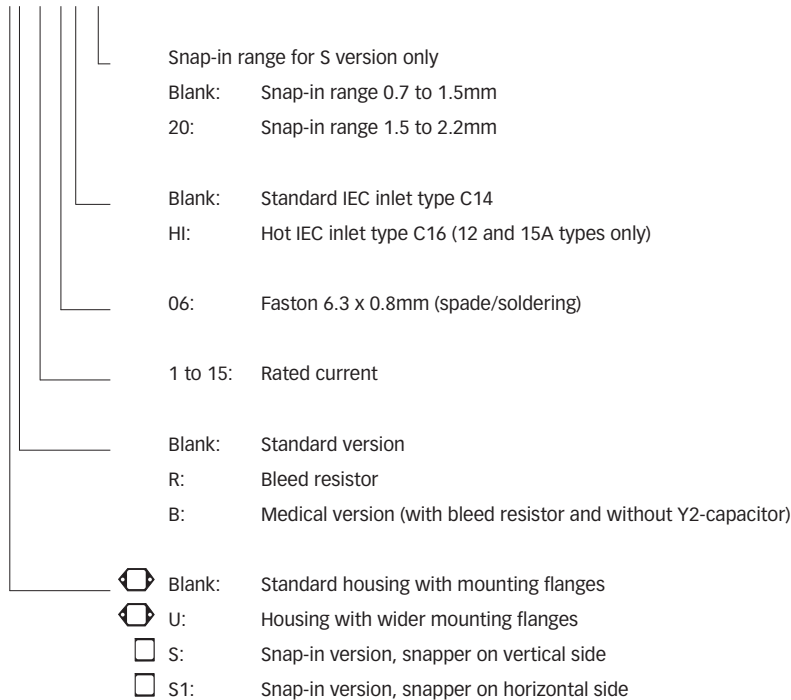 Snap-in range for S version only
Blank: Snap-in range 0.7 to 1.5mm
20: Snap-in range 1.5 to 2.2mm
Blank: Standard IEC inlet type C14
HI: Hot IEC inlet type C16 (12 and 15A types only)
06: Faston 6.3 x 0.8mm (spade/soldering)
1 to 15: Rated current
Blank: Standard version
R: Bleed resistor
B: Medical version (with bleed resistor and without Y2-capacitor)
Blank: Standard housing with mounting flanges
U: Housing with wider mounting flanges
S: Snap-in version, snapper on vertical side
S1: Snap-in version, snapper on horizontal side